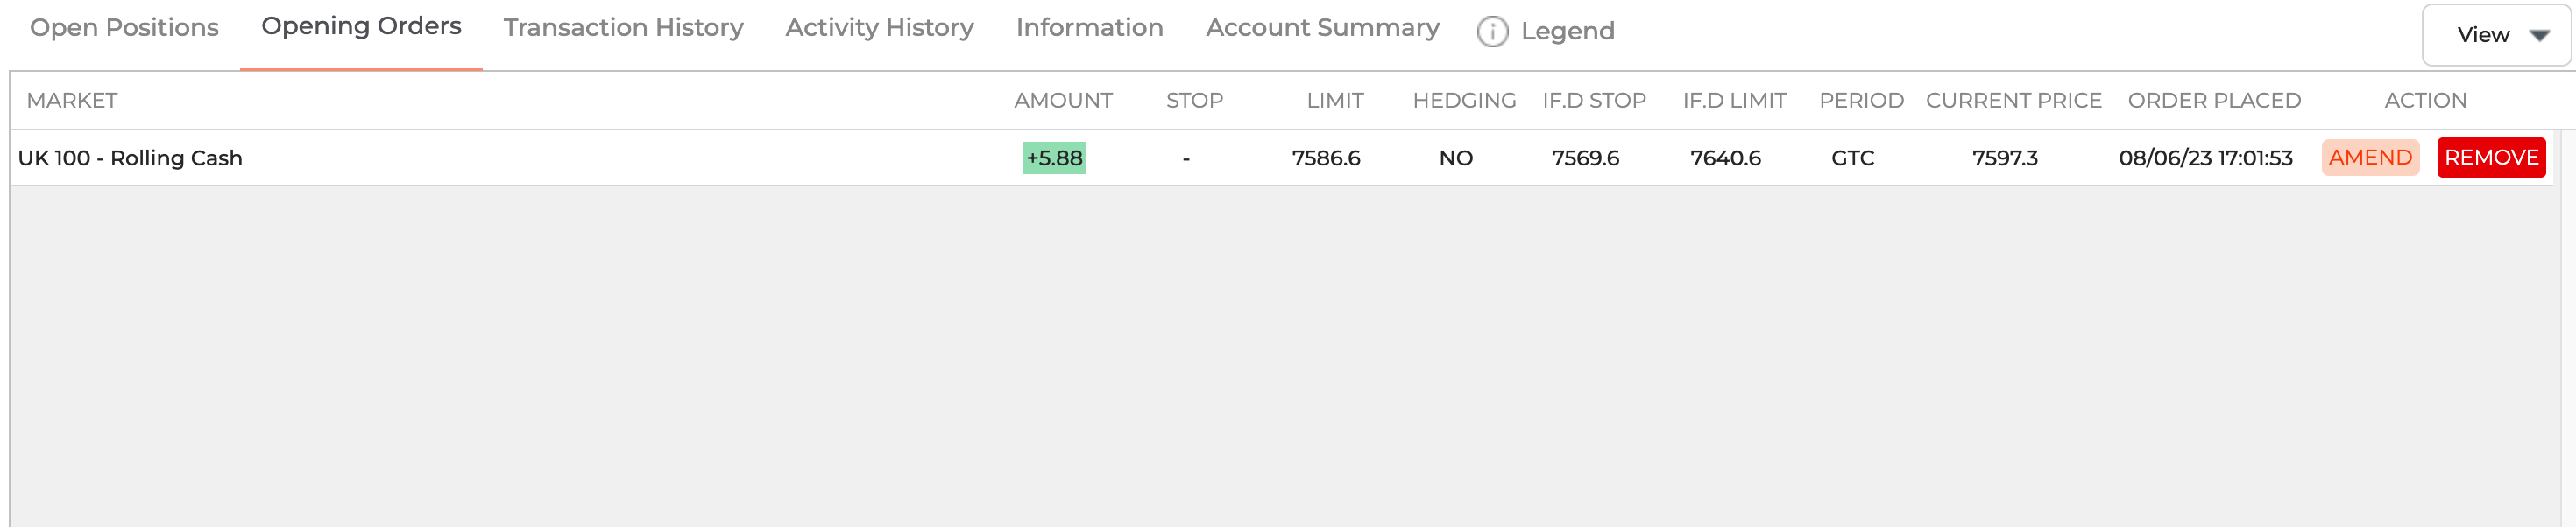 Open Positions Opening Orders Transaction History Activity History Information Account Summary i Legend View
MARKET AMOUNT STOP LIMIT HEDGING IF.D STOP IF.D LIMIT PERIOD CURRENT PRICE ORDER PLACED ACTION
UK 100 - Rolling Cash +5.88 - 7586.6 NO 7569.6 7640.6 GTC 7597.3 08/06/23 17:01:53 AMEND REMOVE